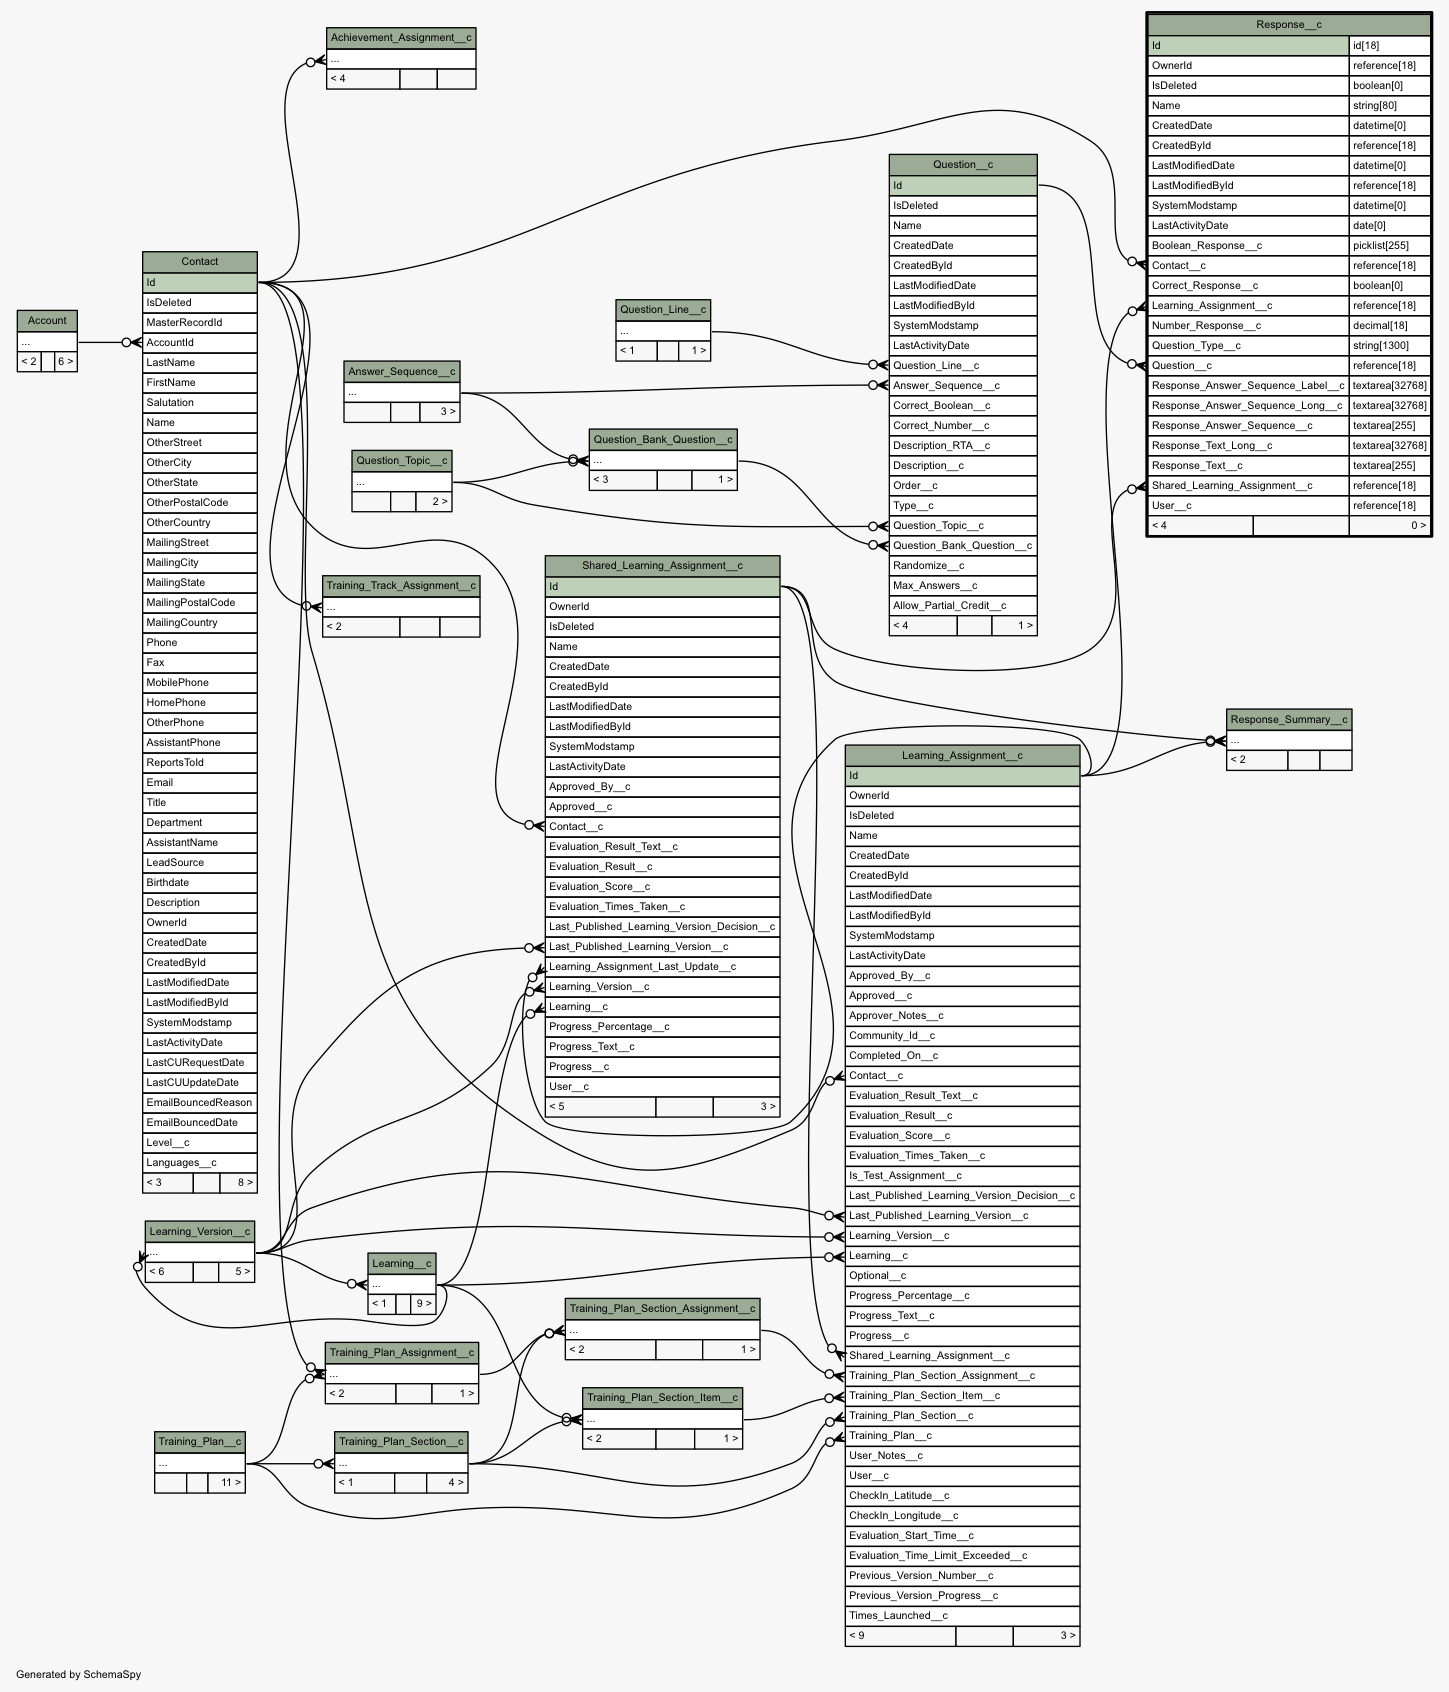 Achievement_Assignment__c
...
< 4
Response__c
Id id[18]
OwnerId reference[18]
IsDeleted boolean[0]
Name string[80]
CreatedDate datetime[0]
CreatedById reference[18]
LastModifiedDate datetime[0]
LastModifiedById reference[18]
SystemModstamp datetime[0]
LastActivityDate date[0]
Boolean_Response__c picklist[255]
Contact__c reference[18]
Correct_Response__c boolean[0]
Learning_Assignment__c reference[18]
Number_Response__c decimal[18]
Question_Type__c string[1300]
Question__c reference[18]
Response_Answer_Sequence_Label__c textarea[32768]
Response_Answer_Sequence_Long__c textarea[32768]
Response_Answer_Sequence__c textarea[255]
Response_Text_Long__c textarea[32768]
Response_Text__c textarea[255]
Shared_Learning_Assignment__c reference[18]
User__c reference[18]
< 4 0 >
Question__c
Id
IsDeleted
Name
CreatedDate
CreatedById
LastModifiedDate
LastModifiedById
SystemModstamp
LastActivityDate
Question_Line__c
Answer_Sequence__c
Correct_Boolean__c
Correct_Number__c
Description_RTA__c
Description__c
Order__c
Type__c
Question_Topic__c
Question_Bank_Question__c
Randomize__c
Max_Answers__c
Allow_Partial_Credit__c
< 4 1 >
Contact
Id
IsDeleted
MasterRecordId
AccountId
LastName
FirstName
Salutation
Name
OtherStreet
OtherCity
OtherState
OtherPostalCode
OtherCountry
MailingStreet
MailingCity
MailingState
MailingPostalCode
MailingCountry
Phone
Fax
MobilePhone
HomePhone
OtherPhone
AssistantPhone
ReportsToId
Email
Title
Department
AssistantName
LeadSource
Birthdate
Description
OwnerId
CreatedDate
CreatedById
LastModifiedDate
LastModifiedById
SystemModstamp
LastActivityDate
LastCURequestDate
LastCUUpdateDate
EmailBouncedReason
EmailBouncedDate
Level__c
Languages__c
< 3 8 >
Account
...
< 2 6 >
Question_Line__c
...
< 1 1 >
Answer_Sequence__c
...
3 >
Question_Bank_Question__c
...
< 3 1 >
Question_Topic__c
...
2 >
Training_Track_Assignment__c
...
< 2
Shared_Learning_Assignment__c
Id
OwnerId
IsDeleted
Name
CreatedDate
CreatedById
LastModifiedDate
LastModifiedById
SystemModstamp
LastActivityDate
Approved_By__c
Approved__c
Contact__c
Evaluation_Result_Text__c
Evaluation_Result__c
Evaluation_Score__c
Evaluation_Times_Taken__c
Last_Published_Learning_Version_Decision__c
Last_Published_Learning_Version__c
Learning_Assignment_Last_Update__c
Learning_Version__c
Learning__c
Progress_Percentage__c
Progress_Text__c
Progress__c
User__c
< 5 3 >
Response_Summary__c
...
< 2
Learning_Assignment__c
Id
OwnerId
IsDeleted
Name
CreatedDate
CreatedById
LastModifiedDate
LastModifiedById
SystemModstamp
LastActivityDate
Approved_By__c
Approved__c
Approver_Notes__c
Community_Id__c
Completed_On__c
Contact__c
Evaluation_Result_Text__c
Evaluation_Result__c
Evaluation_Score__c
Evaluation_Times_Taken__c
Is_Test_Assignment__c
Last_Published_Learning_Version_Decision__c
Last_Published_Learning_Version__c
Learning_Version__c
Learning__c
Optional__c
Progress_Percentage__c
Progress_Text__c
Progress__c
Shared_Learning_Assignment__c
Training_Plan_Section_Assignment__c
Training_Plan_Section_Item__c
Training_Plan_Section__c
Training_Plan__c
User_Notes__c
User__c
CheckIn_Latitude__c
CheckIn_Longitude__c
Evaluation_Start_Time__c
Evaluation_Time_Limit_Exceeded__c
Previous_Version_Number__c
Previous_Version_Progress__c
Times_Launched__c
< 9 3 >
Learning_Version__c
...
< 6 5 >
Learning__c
...
< 1 9 >
Training_Plan_Section_Assignment__c
...
< 2 1 >
Training_Plan_Assignment__c
...
< 2 1 >
Training_Plan_Section_Item__c
...
< 2 1 >
Training_Plan__c
...
11 >
Training_Plan_Section__c
...
< 1 4 >
Generated by SchemaSpy